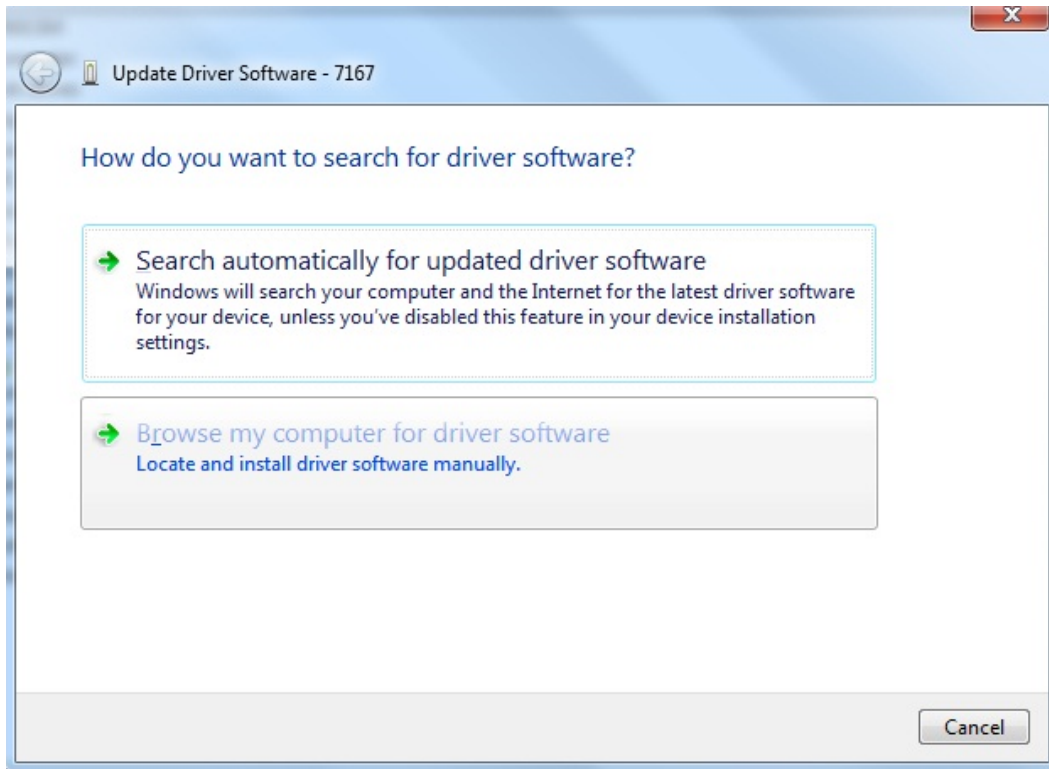 Update Driver Software - 7167
How do you want to search for driver software?
Search automatically for updated driver software
Windows will search your computer and the Internet for the latest driver software
for your device, unless you've disabled this feature in your device installation
settings.
Browse my computer for driver software
Locate and install driver software manually.
Cancel